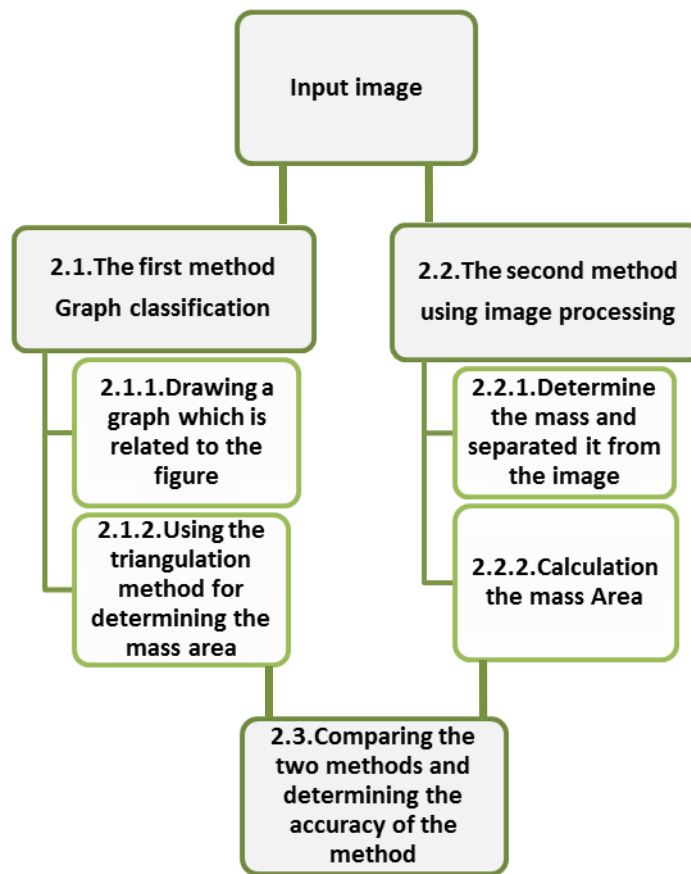 Input image
2.1.The first method
Graph classification
2.1.1.Drawing a
graph which is
related to the
figure
2.1.2.Using the
triangulation
method for
determining the
mass area
2.2.The second method
using image processing
2.2.1.Determine
the mass and
separated it from
the image
2.2.2.Calculation
the mass Area
2.3.Comparing the
two methods and
determining the
accuracy of the
method